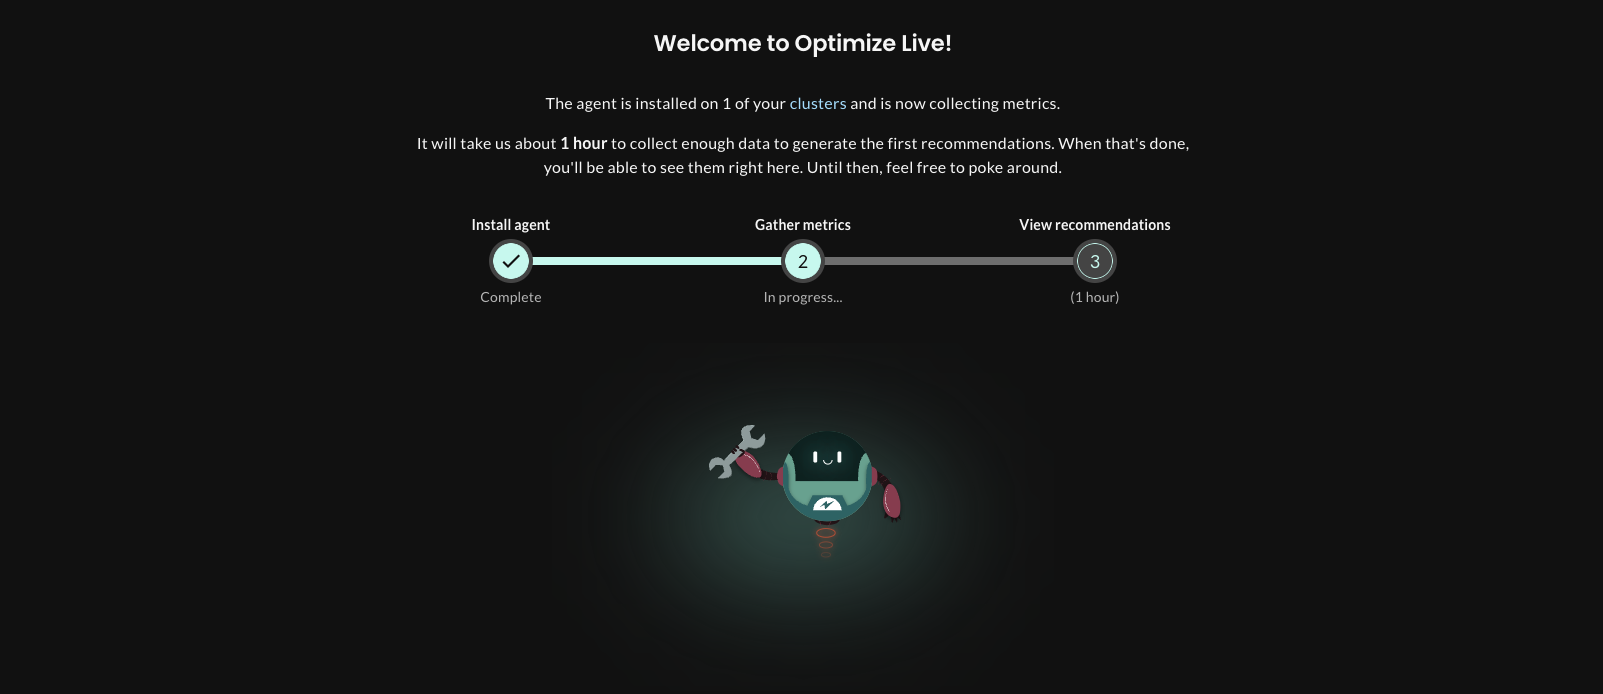 Welcome to Optimize Live!
The agent is installed on 1 of your clusters and is now collecting metrics.
It will take us about 1 hour to collect enough data to generate the first recommendations. When that's done,
you'll be able to see them right here. Until then, feel free to poke around.
Install agent
Gather metrics
View recommendations
2
3
Complete
In progress...
(1 hour)